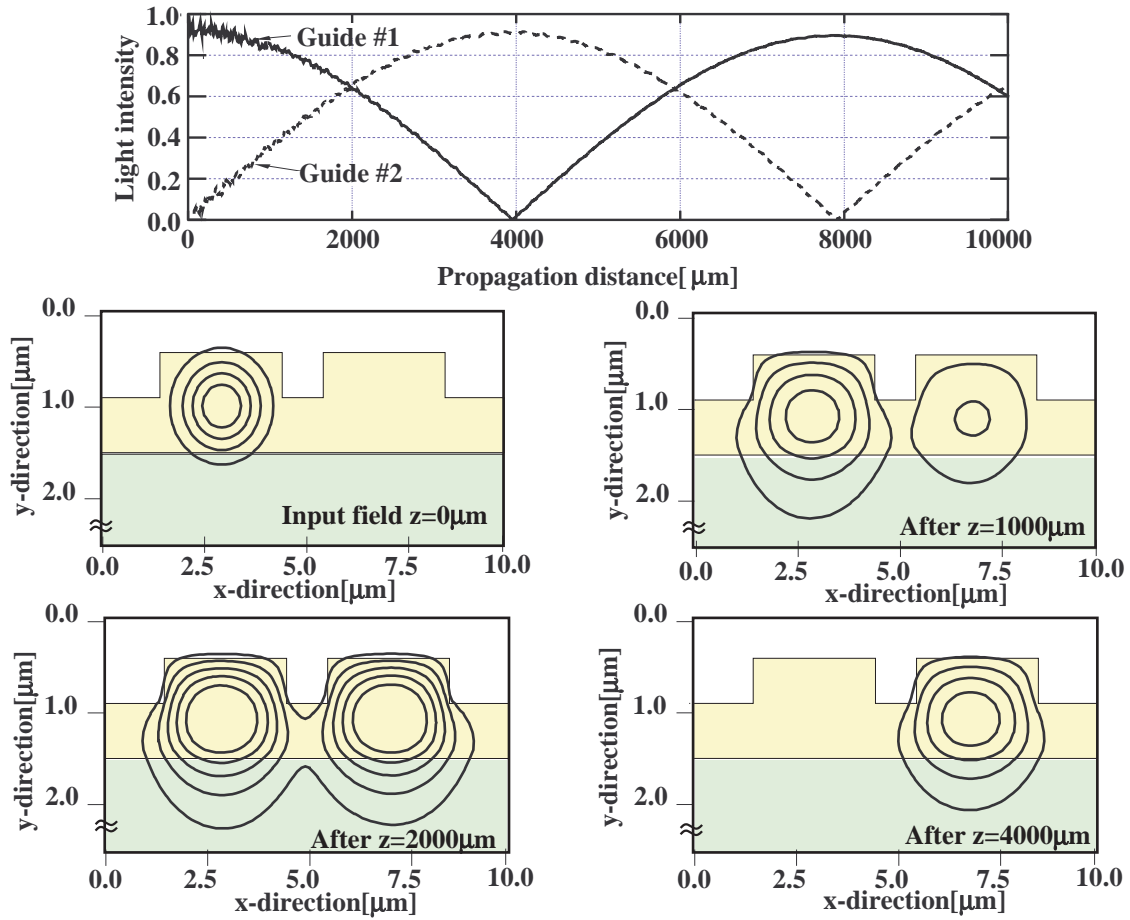 1.0
0.8
0.6
0.4
0.2
0.0
Light intensity
Guide #1
Guide #2
0 2000 4000 6000 8000 10000
Propagation distance[μm]
0.0
1.0
2.0
y-direction[μm]
Input field z=0μm
0.0 2.5 5.0 7.5 10.0
x-direction[μm]
0.0
1.0
2.0
y-direction[μm]
After z=1000μm
0.0 2.5 5.0 7.5 10.0
x-direction[μm]
0.0
1.0
2.0
y-direction[μm]
After z=2000μm
0.0 2.5 5.0 7.5 10.0
x-direction[μm]
0.0
1.0
2.0
y-direction[μm]
After z=4000μm
0.0 2.5 5.0 7.5 10.0
x-direction[μm]